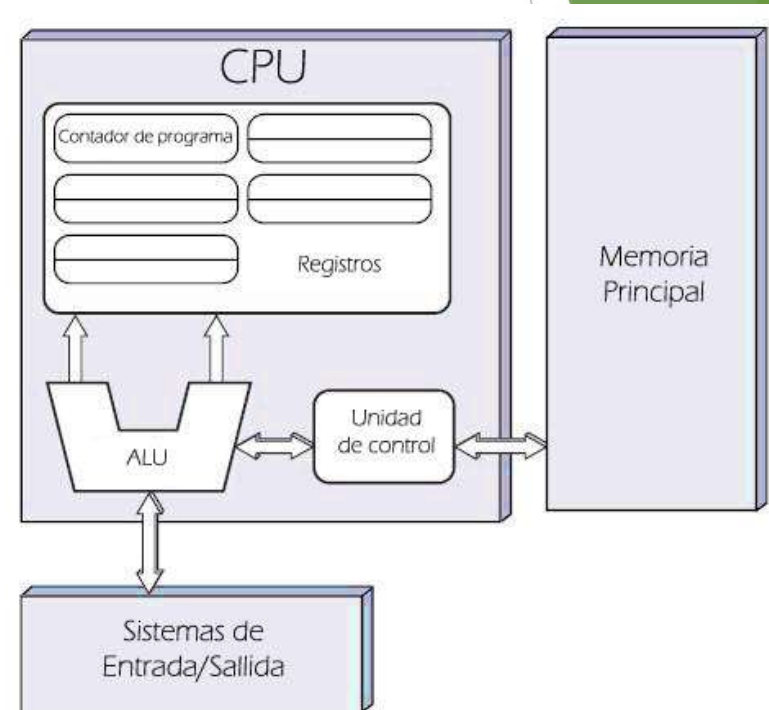 CPU
Contador de programa
Registros
Memoria
Principal
Unidad
de control
ALU
Sistemas de
Entrada/Sallida